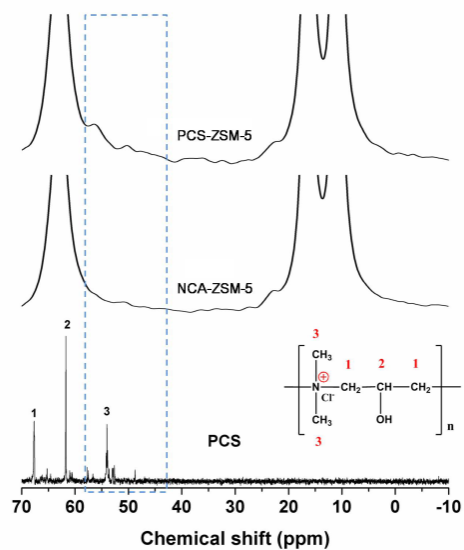 PCS-ZSM-5
NCA-ZSM-5
2
1
3
PCS
3
CH₃
1 2 1
N ⊕ CH₂ CH CH₂
Cl⁻
CH₃ OH n
3
70 60 50 40 30 20 10 0 -10
Chemical shift (ppm)